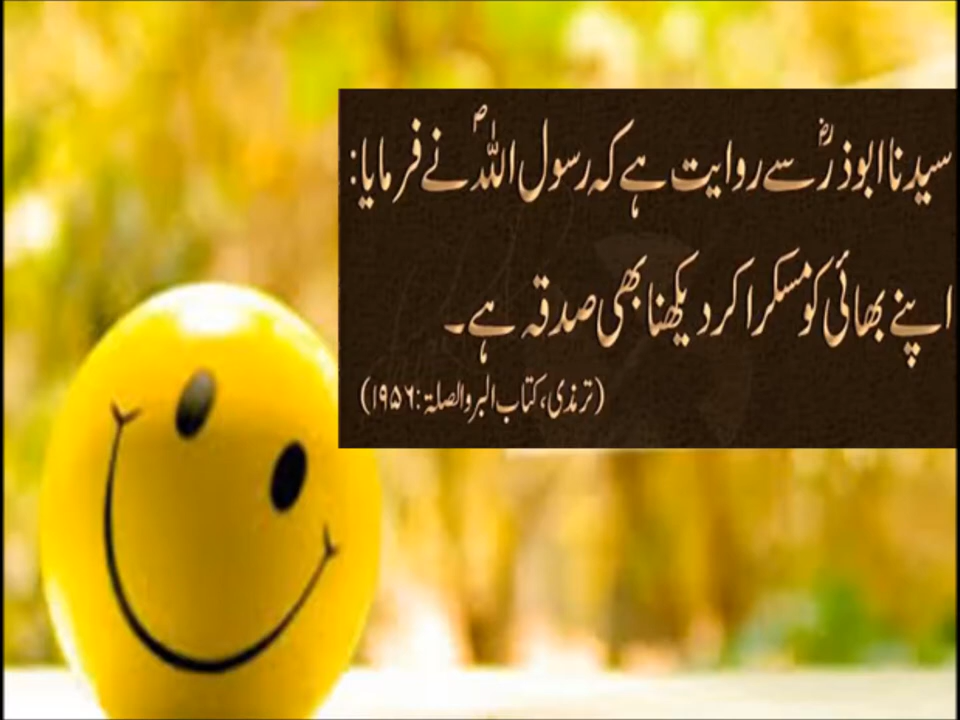 سیدنا ابوذرؓ سے روایت ہے کہ رسول اللہ ؐ نے فرمایا:
اپنے بھائی کو مسکرا کر دیکھنا بھی صدقہ ہے۔
(ترمذی، کتاب البر والصلۃ: ۱۹۵۶)